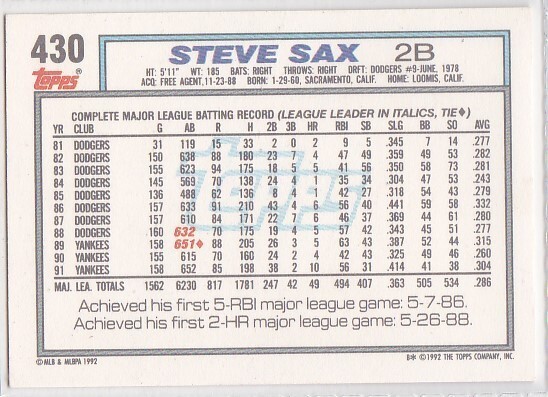 430
Topps®
STEVE SAX 2B
HT: 5'11" WT: 185 BATS: RIGHT THROWS: RIGHT DRFT: DODGERS #9-JUNE, 1978
ACQ: FREE AGENT, 11-23-88 BORN: 1-29-60, SACRAMENTO, CALIF. HOME: LOOMIS, CALIF.
COMPLETE MAJOR LEAGUE BATTING RECORD (LEAGUE LEADER IN ITALICS, TIE♦)
YR CLUB G AB R H 2B 3B HR RBI SB SLG BB SO AVG
81 DODGERS 31 119 15 33 2 0 2 9 5 .345 7 14 .277
82 DODGERS 150 638 88 180 23 7 4 47 49 .359 49 53 .282
83 DODGERS 155 623 94 175 18 5 5 41 56 .350 58 73 .281
84 DODGERS 145 569 70 138 24 4 1 35 34 .304 47 53 .243
85 DODGERS 136 488 62 136 8 4 1 42 27 .318 54 43 .279
86 DODGERS 157 633 91 210 43 4 6 56 40 .441 59 58 .332
87 DODGERS 157 610 84 171 22 7 6 46 37 .369 44 61 .280
88 DODGERS 160 632 70 175 19 4 5 57 42 .343 45 51 .277
89 YANKEES 158 651♦ 88 205 26 3 5 63 43 .387 52 44 .315
90 YANKEES 155 615 70 160 24 2 4 42 43 .325 49 46 .260
91 YANKEES 158 652 85 198 38 2 10 56 31 .414 41 38 .304
MAJ. LEA. TOTALS 1562 6230 817 1781 247 42 49 494 407 .363 505 534 .286
Achieved his first 5-RBI major league game: 5-7-86.
Achieved his first 2-HR major league game: 5-26-88.
©MLB & MLBPA 1992 B* ©1992 THE TOPPS COMPANY, INC.